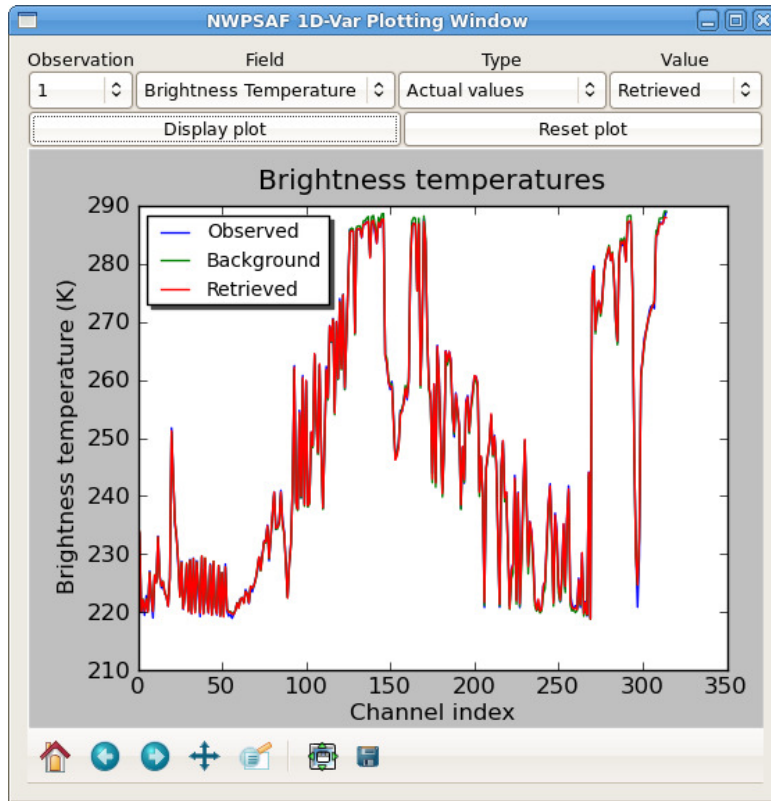 NWPSAF 1D-Var Plotting Window
Observation Field Type Value
1 Brightness Temperature Actual values Retrieved
Display plot Reset plot
Brightness temperatures
290
280
270
260
250
240
230
220
210
Brightness temperature (K)
Observed
Background
Retrieved
0 50 100 150 200 250 300 350
Channel index